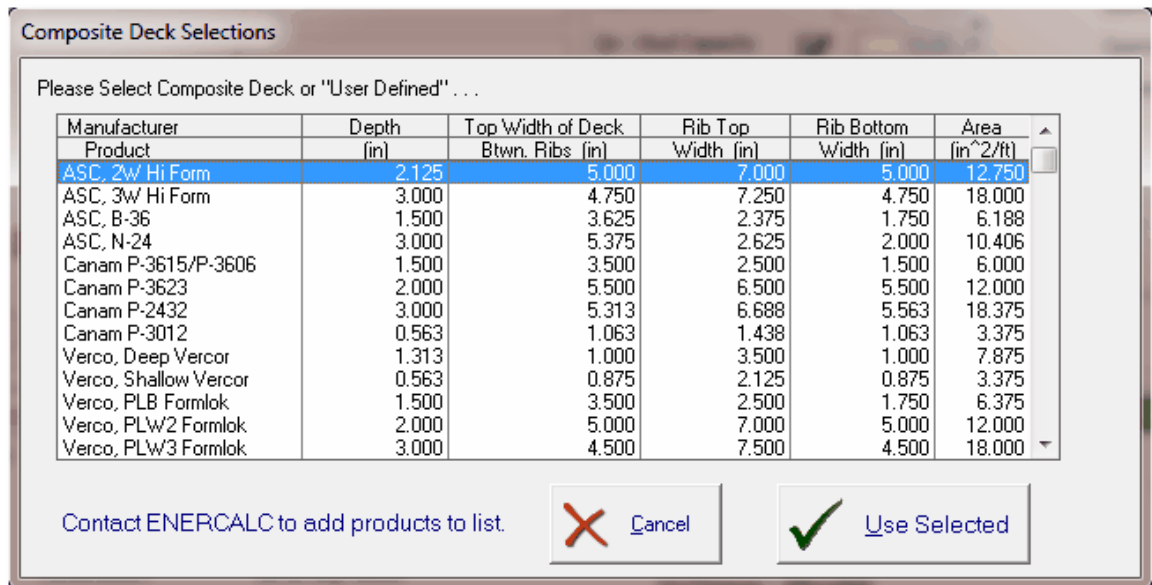 Composite Deck Selections
Please Select Composite Deck or "User Defined" . . .
Manufacturer Depth Top Width of Deck Rib Top Rib Bottom Area
Product (in) Btwn. Ribs (in) Width (in) Width (in) (in^2/ft)
ASC, 2W Hi Form 2.125 5.000 7.000 5.000 12.750
ASC, 3W Hi Form 3.000 4.750 7.250 4.750 18.000
ASC, B-36 1.500 3.625 2.375 1.750 6.188
ASC, N-24 3.000 5.375 2.625 2.000 10.406
Canam P-3615/P-3606 1.500 3.500 2.500 1.500 6.000
Canam P-3623 2.000 5.500 6.500 5.500 12.000
Canam P-2432 3.000 5.313 6.688 5.563 18.375
Canam P-3012 0.563 1.063 1.438 1.063 3.375
Verco, Deep Vercor 1.313 1.000 3.500 1.000 7.875
Verco, Shallow Vercor 0.563 0.875 2.125 0.875 3.375
Verco, PLB Formlok 1.500 3.500 2.500 1.750 6.375
Verco, PLW2 Formlok 2.000 5.000 7.000 5.000 12.000
Verco, PLW3 Formlok 3.000 4.500 7.500 4.500 18.000
Contact ENERCALC to add products to list. Cancel Use Selected